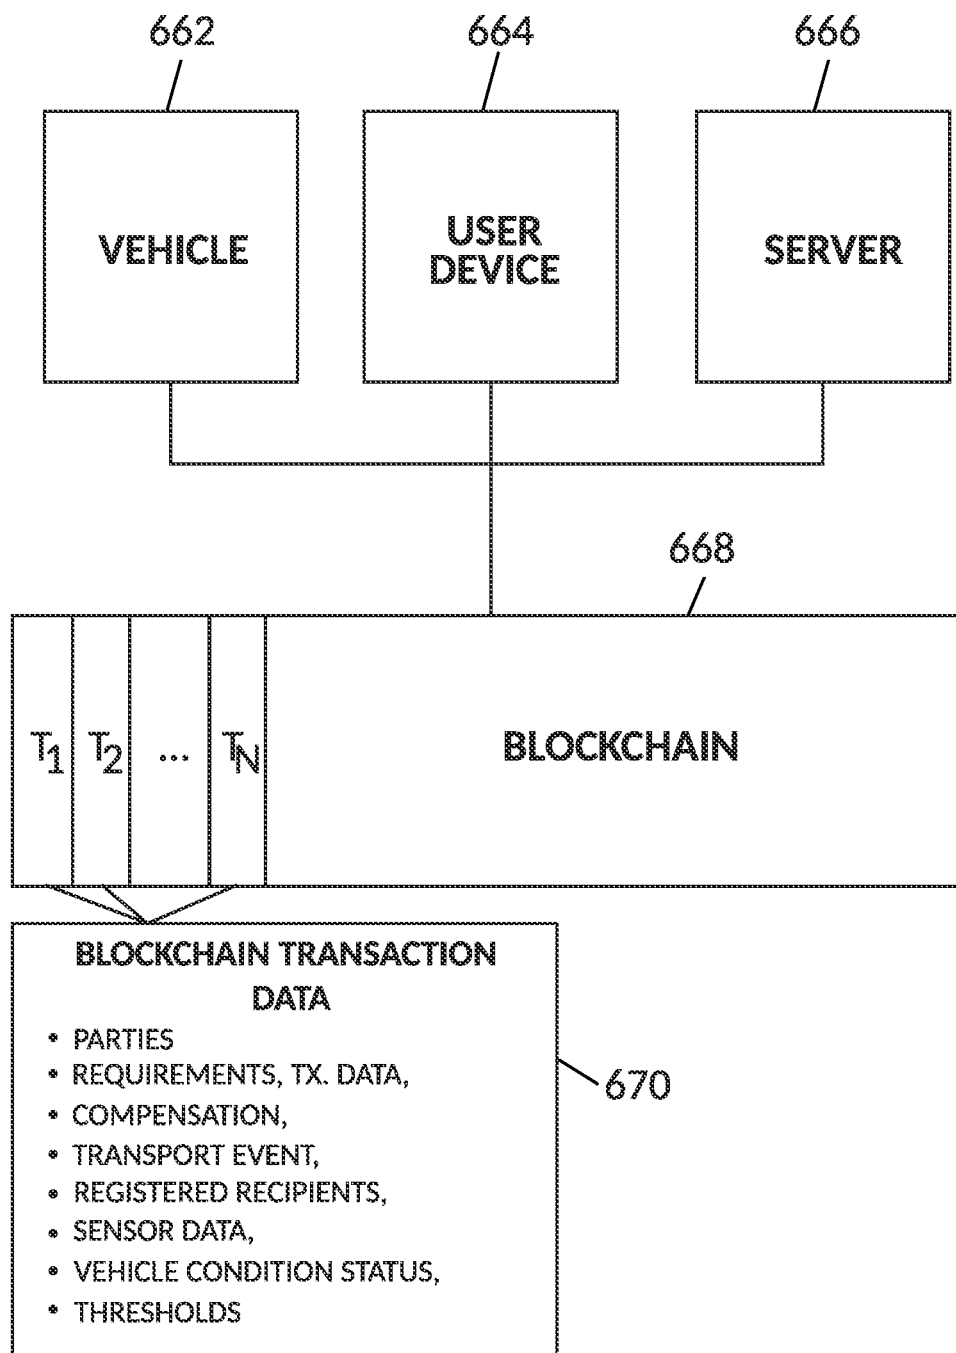 662
664
666
VEHICLE
USER
DEVICE
SERVER
668
T1 T2 ... TN
BLOCKCHAIN
BLOCKCHAIN TRANSACTION
DATA
• PARTIES
• REQUIREMENTS, TX. DATA,
• COMPENSATION,
• TRANSPORT EVENT,
• REGISTERED RECIPIENTS,
• SENSOR DATA,
• VEHICLE CONDITION STATUS,
• THRESHOLDS
670